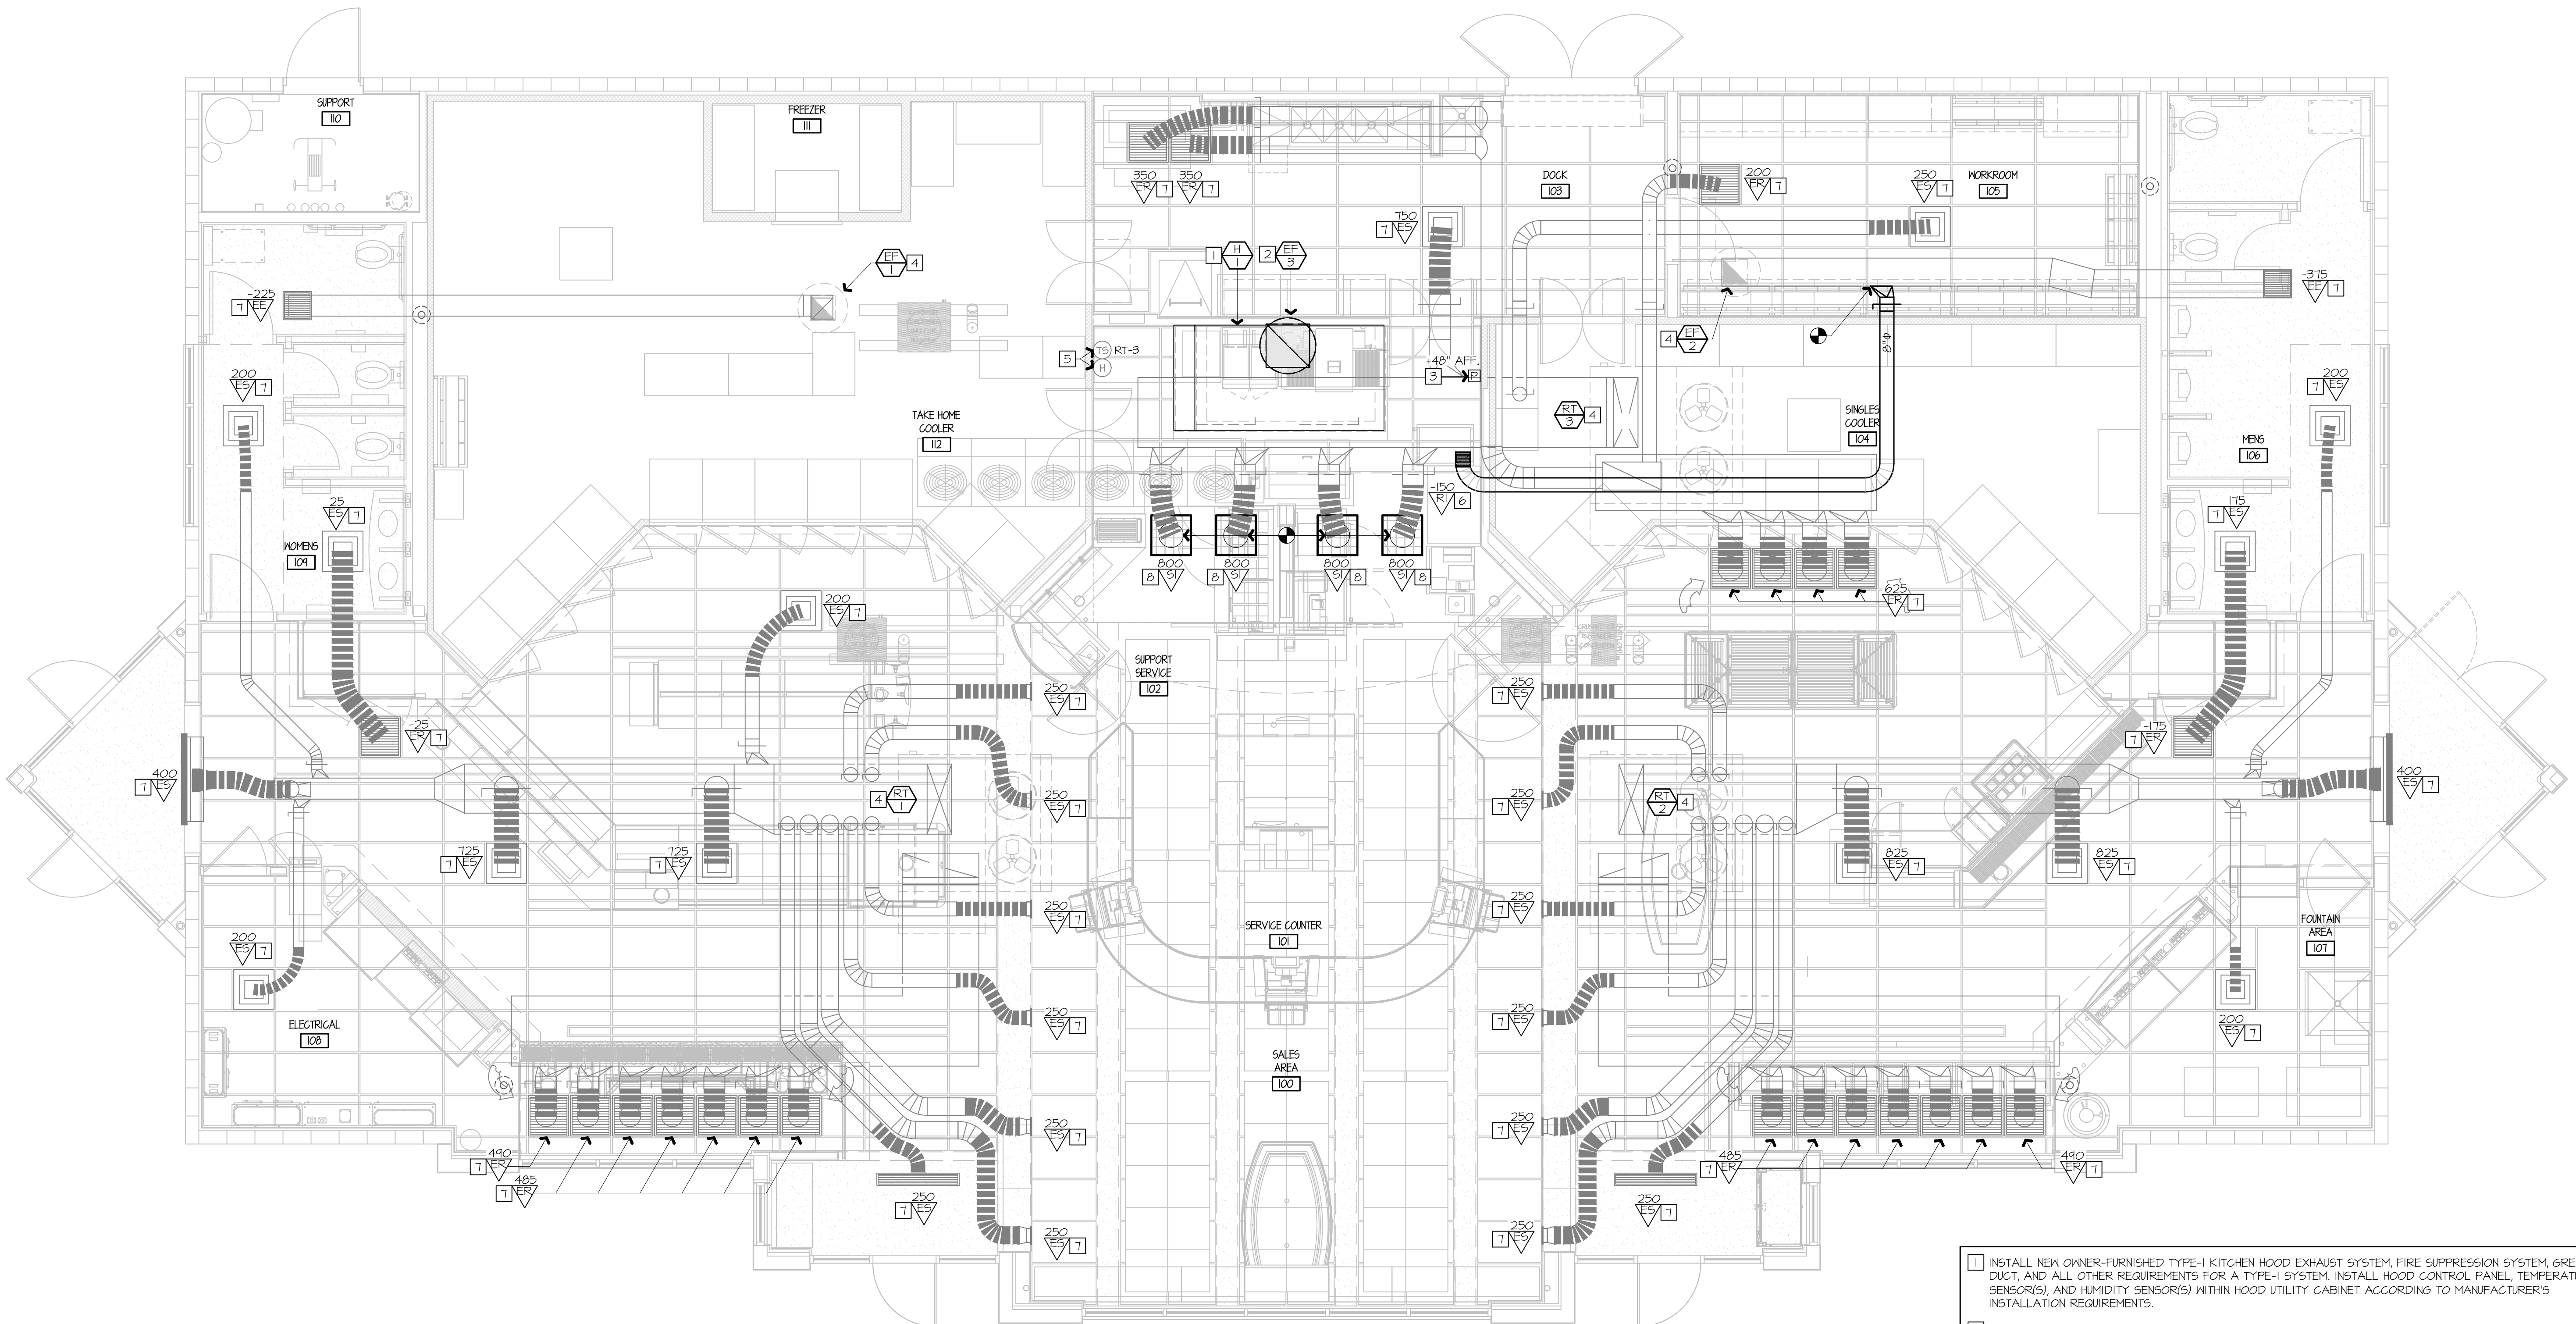 SUPPORT
110
FREEZER
111
DOCK
103
WORKROOM
105
350
ER 7
350
ER 7
200
ER 7
250
ES 7
750
7 ES
1 H
1
2 EF
3
EF 4
1
-225
7 EE
-375
EE 7
4 EF
2
8"Φ
5 TS RT-3
H
+48" AFF.
3 P
200
ES 7
200
7 ES
TAKE HOME
COOLER
112
RT 4
3
SINGLES
COOLER
104
MENS
106
25
ES 7
-150
RI 6
175
7 ES
WOMENS
109
800
8 SI
800
8 SI
800
SI 8
800
SI 8
200
ES 7
625
ER 7
SUPPORT
SERVICE
102
250
ES 7
250
7 ES
-25
ER 7
-175
7 ER
400
7 ES
400
ES 7
4 RT
1
RT 4
2
250
ES 7
250
7 ES
725
7 ES
725
7 ES
825
ES 7
825
ES 7
250
ES 7
250
7 ES
SERVICE COUNTER
101
FOUNTAIN
AREA
107
200
ES 7
250
ES 7
250
7 ES
200
ES 7
ELECTRICAL
108
SALES
AREA
100
250
ES 7
250
7 ES
490
7 ER
485
7 ER
485
7 ER
490
ER 7
250
7 ES
250
ES 7
250
ES 7
250
7 ES
1 INSTALL NEW OWNER-FURNISHED TYPE-I KITCHEN HOOD EXHAUST SYSTEM, FIRE SUPPRESSION SYSTEM, GRE
DUCT, AND ALL OTHER REQUIREMENTS FOR A TYPE-I SYSTEM. INSTALL HOOD CONTROL PANEL, TEMPERAT
SENSOR(S), AND HUMIDITY SENSOR(S) WITHIN HOOD UTILITY CABINET ACCORDING TO MANUFACTURER'S
INSTALLATION REQUIREMENTS.